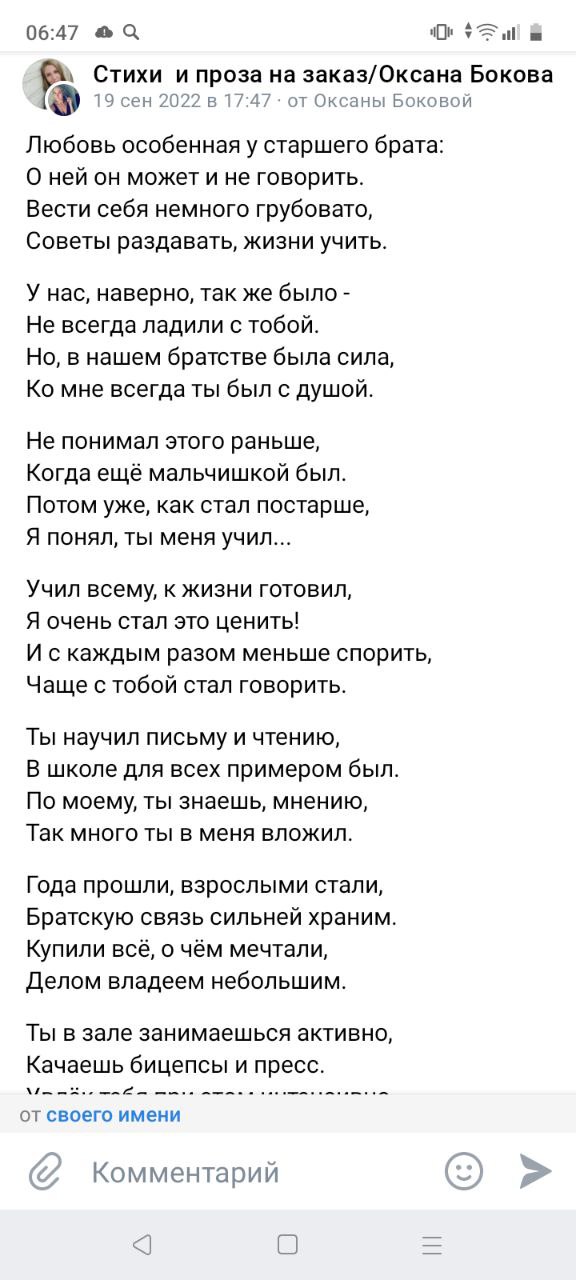 06:47
Стихи и проза на заказ/Оксана Бокова
19 сен 2022 в 17:47 · от Оксаны Боковой
Любовь особенная у старшего брата:
О ней он может и не говорить.
Вести себя немного грубовато,
Советы раздавать, жизни учить.
У нас, наверно, так же было -
Не всегда ладили с тобой.
Но, в нашем братстве была сила,
Ко мне всегда ты был с душой.
Не понимал этого раньше,
Когда ещё мальчишкой был.
Потом уже, как стал постарше,
Я понял, ты меня учил...
Учил всему, к жизни готовил,
Я очень стал это ценить!
И с каждым разом меньше спорить,
Чаще с тобой стал говорить.
Ты научил письму и чтению,
В школе для всех примером был.
По моему, ты знаешь, мнению,
Так много ты в меня вложил.
Года прошли, взрослыми стали,
Братскую связь сильней храним.
Купили всё, о чём мечтали,
Делом владеем небольшим.
Ты в зале занимаешься активно,
Качаешь бицепсы и пресс.
от своего имени
Комментарий